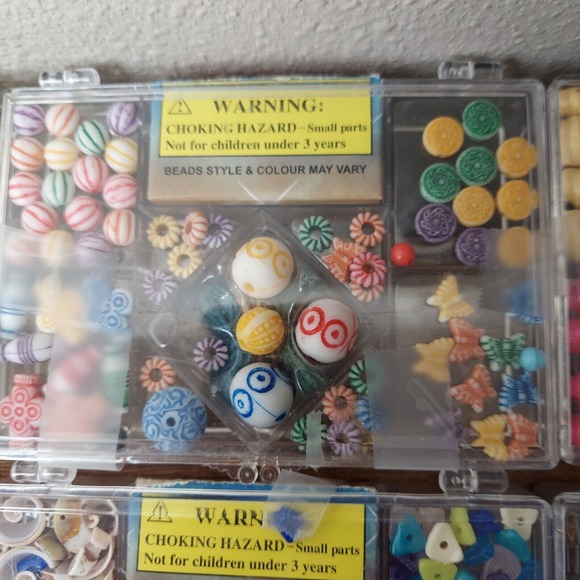 WARNING:
CHOKING HAZARD – Small parts
Not for children under 3 years
BEADS STYLE & COLOUR MAY VARY
WARN
CHOKING HAZARD – Small parts
Not for children under 3 years